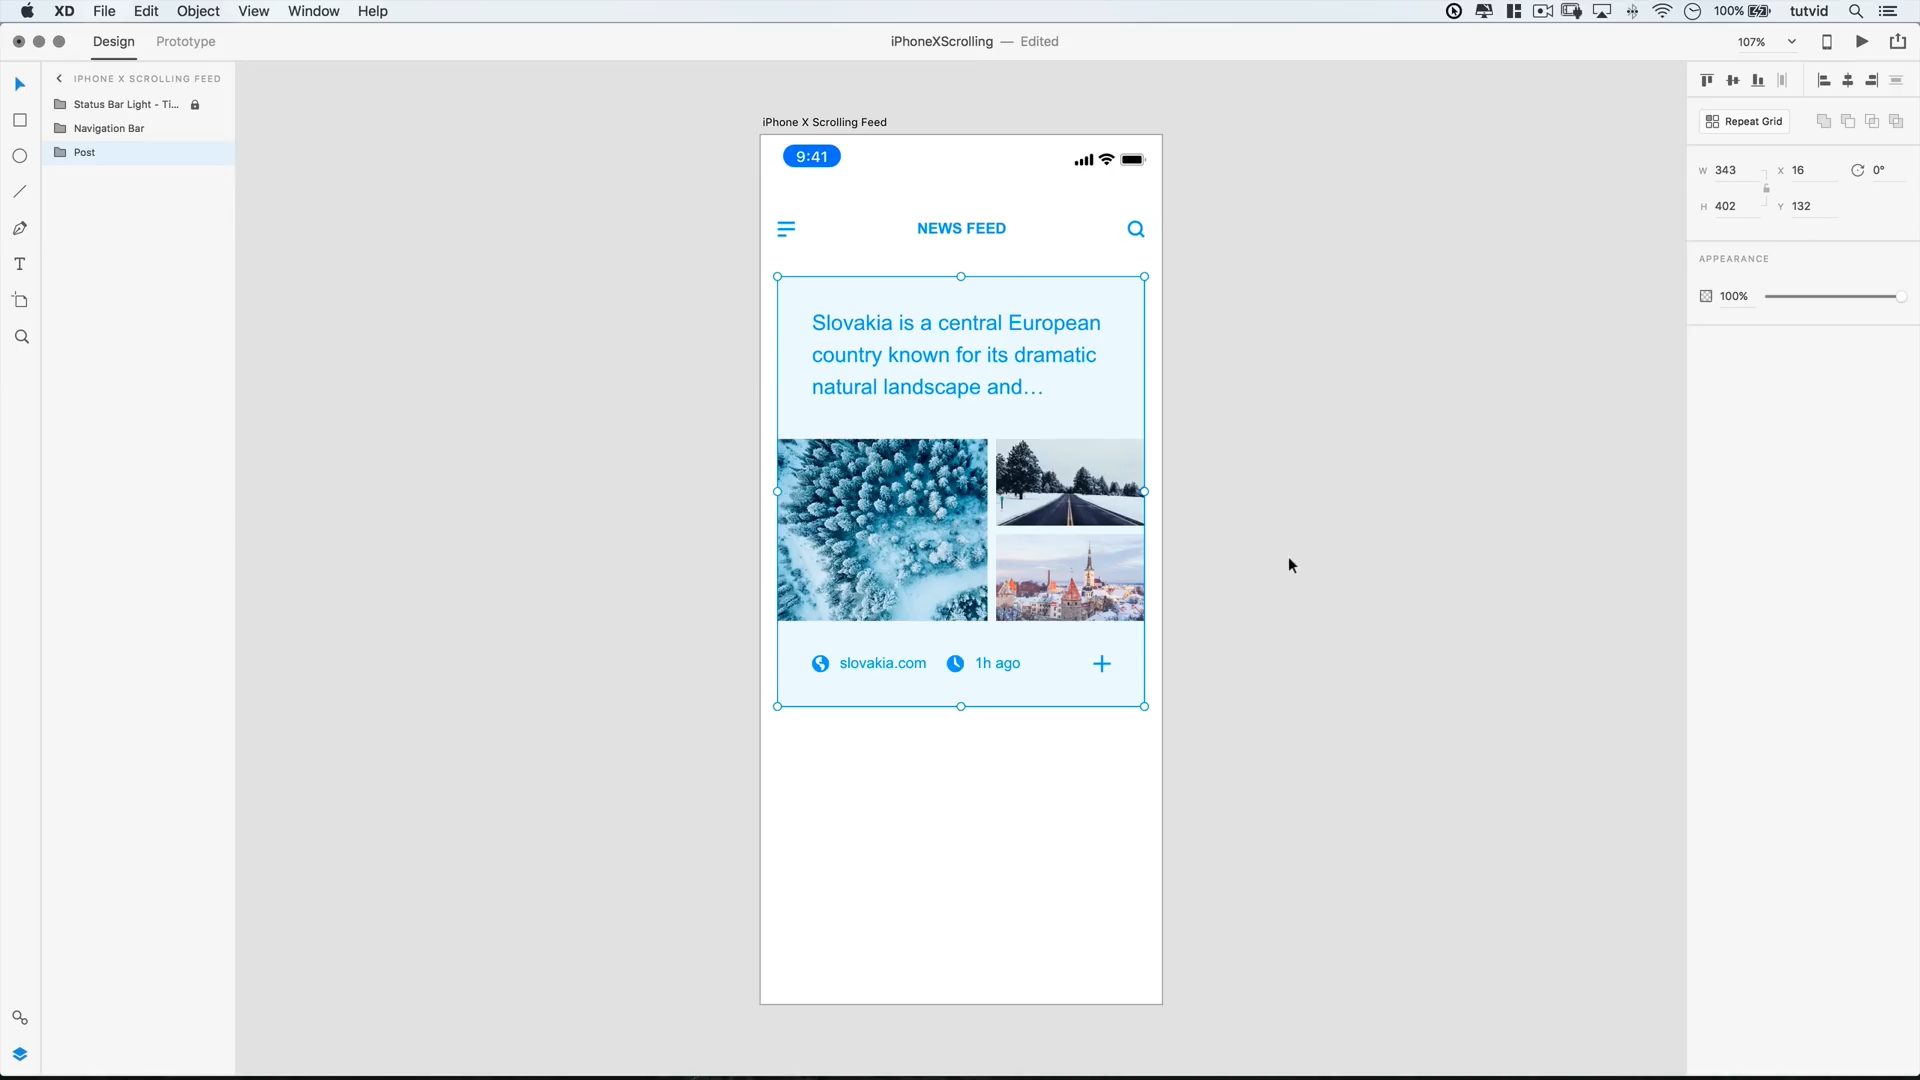 XD File Edit Object View Window Help
100% tutvid
Design Prototype
iPhoneXScrolling — Edited
107%
IPHONE X SCROLLING FEED
Status Bar Light - Ti...
Navigation Bar
Post
iPhone X Scrolling Feed
9:41
NEWS FEED
Slovakia is a central European
country known for its dramatic
natural landscape and…
slovakia.com 1h ago
Repeat Grid
W 343 X 16 0°
H 402 Y 132
APPEARANCE
100%